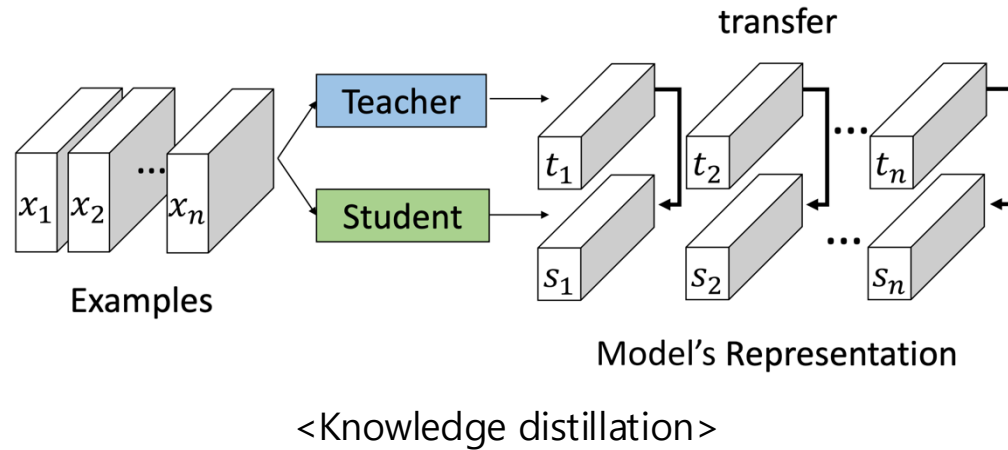 transfer
Teacher
Student
x₁ x₂ ... xₙ
t₁ t₂ ... tₙ
s₁ s₂ ... sₙ
Examples
Model's Representation
<Knowledge distillation>